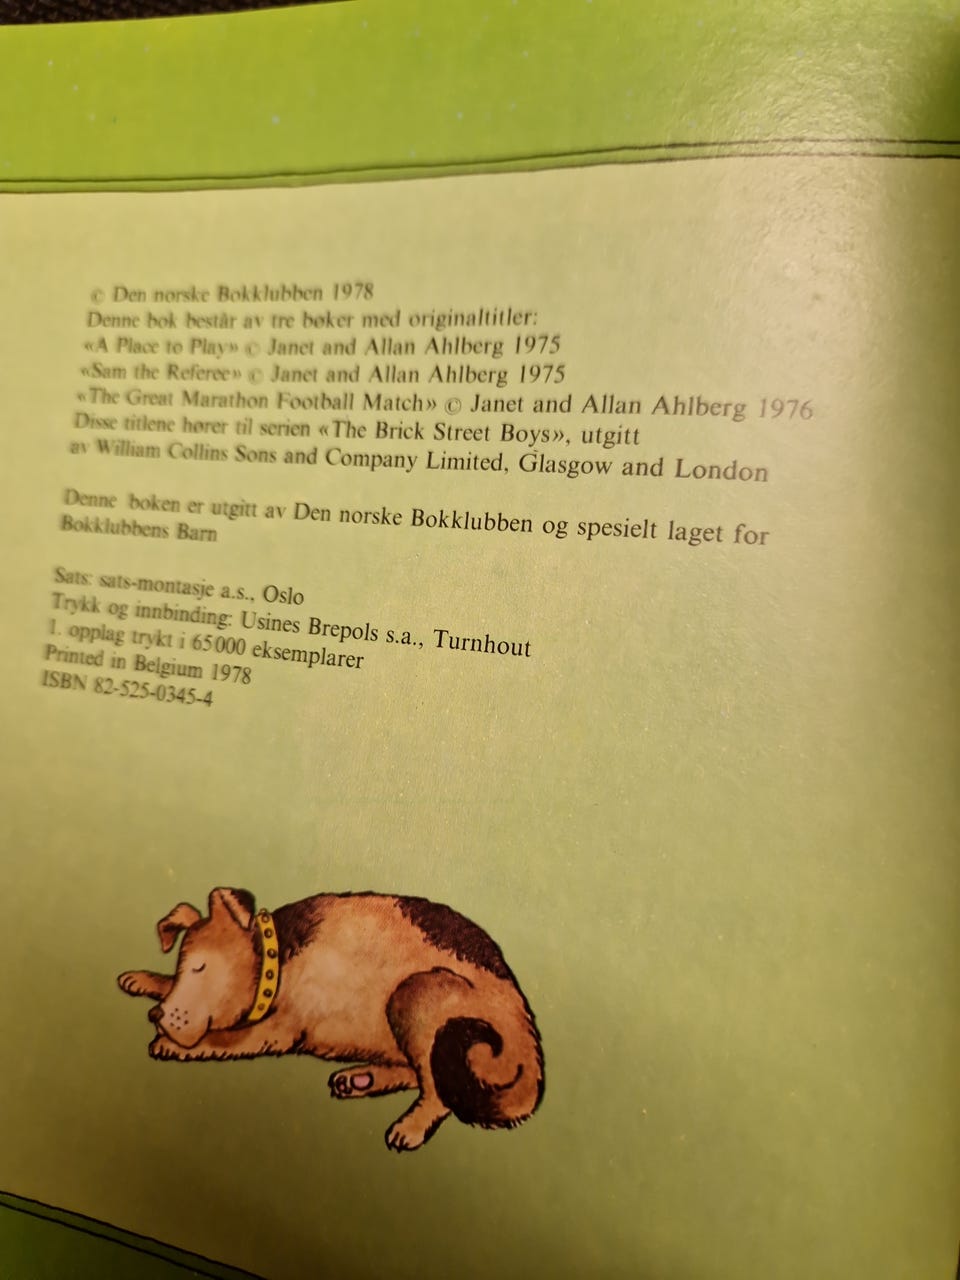 © Den norske Bokklubben 1978
Denne bok består av tre bøker med originaltitler:
«A Place to Play» © Janet and Allan Ahlberg 1975
«Sam the Referee» © Janet and Allan Ahlberg 1975
«The Great Marathon Football Match» © Janet and Allan Ahlberg 1976
Disse titlene hører til serien «The Brick Street Boys», utgitt
av William Collins Sons and Company Limited, Glasgow and London
Denne boken er utgitt av Den norske Bokklubben og spesielt laget for
Bokklubbens Barn
Sats: sats-montasje a.s., Oslo
Trykk og innbinding: Usines Brepols s.a., Turnhout
1. opplag trykt i 65 000 eksemplarer
Printed in Belgium 1978
ISBN 82-525-0345-4